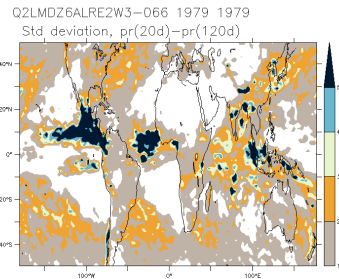 Q2LMDZ6ALRE2W3-066 1979 1979
Std deviation, pr(20d)-pr(120d)
40°N
20°N
0°
20°S
40°S
100°W
0°
100°E
5
4
3
2
1